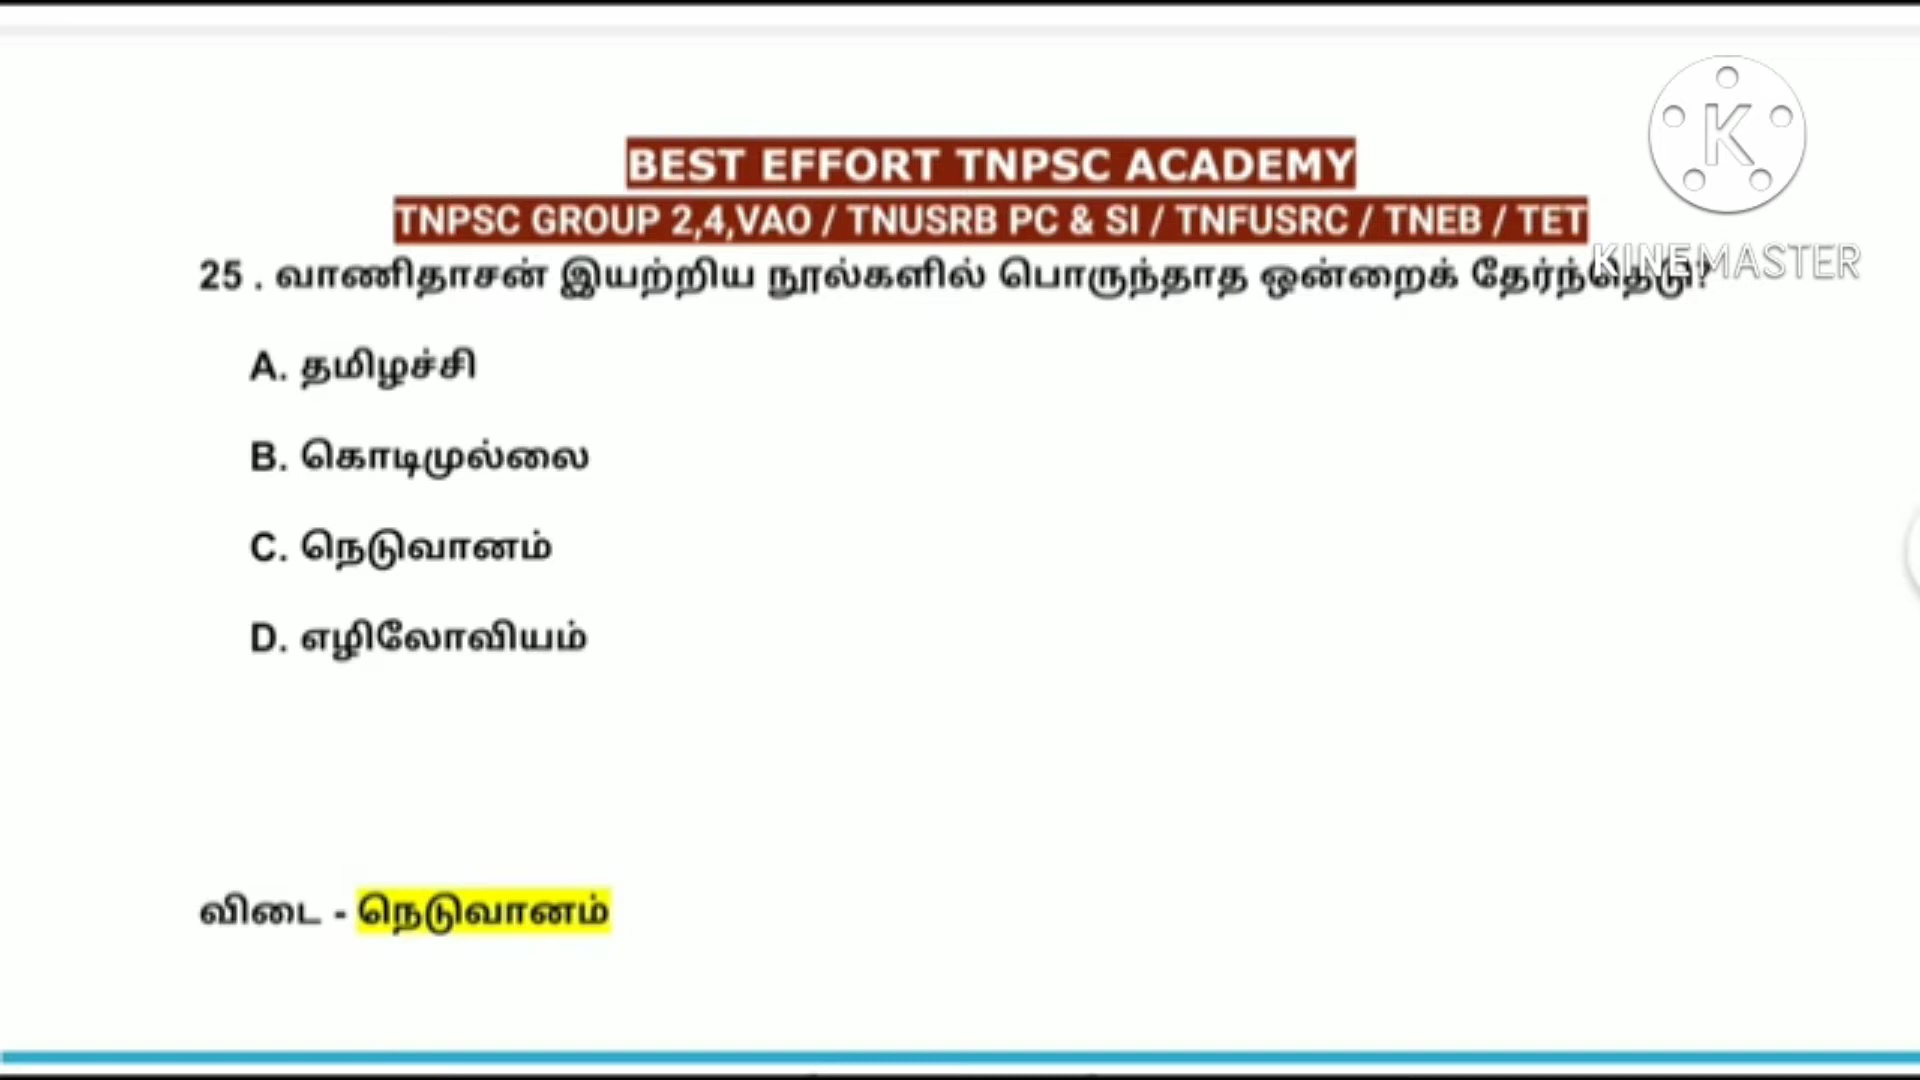 BEST EFFORT TNPSC ACADEMY
TNPSC GROUP 2,4,VAO / TNUSRB PC & SI / TNFUSRC / TNEB / TET
25 . வாணிதாசன் இயற்றிய நூல்களில் பொருந்தாத ஒன்றைக் தேர்ந்தெடு?
KINEMASTER
A. தமிழச்சி
B. கொடிமுல்லை
C. நெடுவானம்
D. எழிலோவியம்
விடை - நெடுவானம்